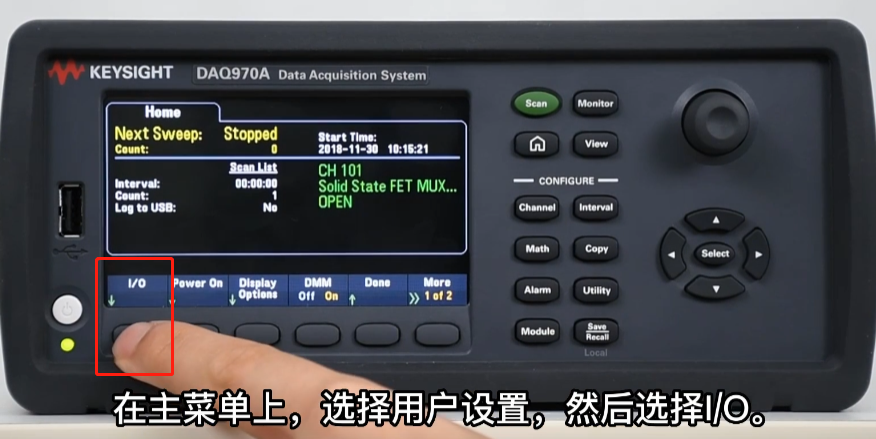 KEYSIGHT DAQ970A Data Acquisition System
Home
Next Sweep: Stopped
Count: 0
Start Time:
2018-11-30 10:15:21
Scan List
Interval: 00:00:00
Count: 1
Log to USB: No
CH 101
Solid State FET MUX...
OPEN
I/O
Power On
Display
Options
DMM
Off On
Done
More
1 of 2
Scan
Monitor
View
CONFIGURE
Channel
Interval
Math
Copy
Alarm
Utility
Module
Save
Recall
Local
Select
在主菜单上，选择用户设置，然后选择I/O。